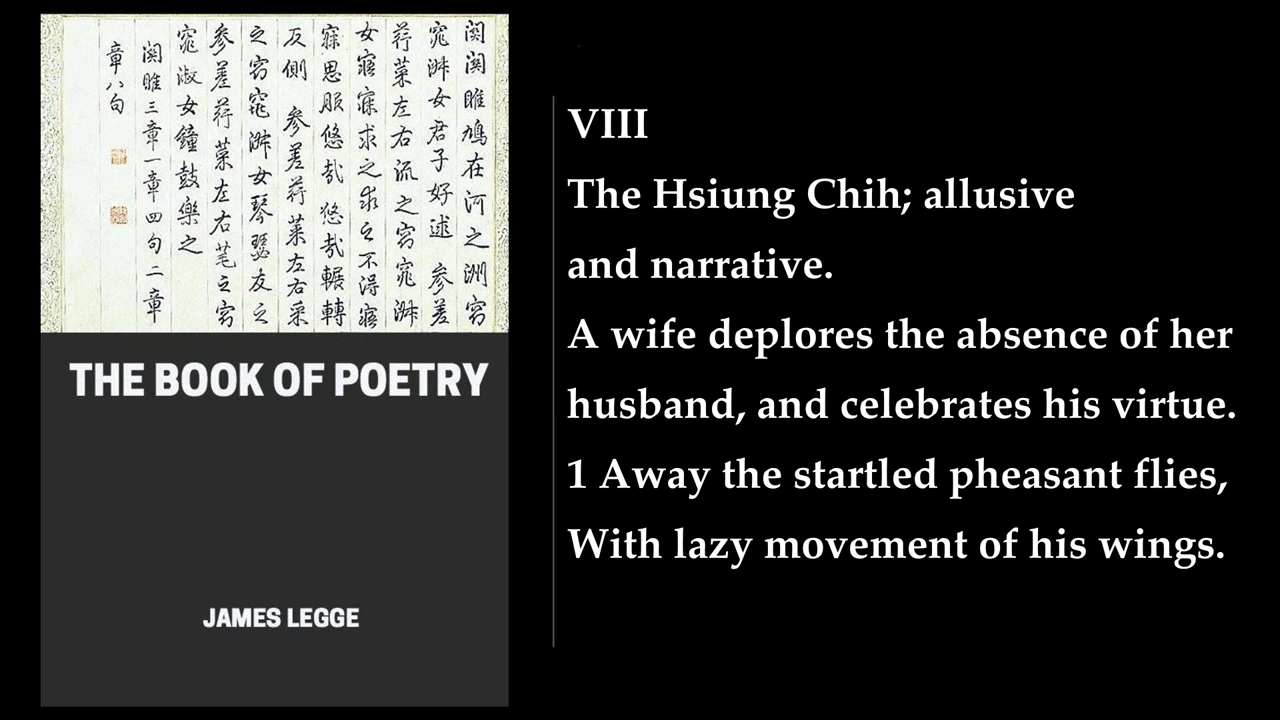 関関雎鳩在河之洲窈
窕淑女君子好逑 參差
荇菜左右流之窈窕淑
女寤寐求之求之不得寤
寐思服悠哉悠哉輾轉
反側 參差荇菜左右采
之窈窕淑女琴瑟友之
參差荇菜左右芼之窈
窕淑女鐘鼓樂之
関雎三章一章四句二章
章八句
THE BOOK OF POETRY
JAMES LEGGE
VIII
The Hsiung Chih; allusive
and narrative.
A wife deplores the absence of her
husband, and celebrates his virtue.
1 Away the startled pheasant flies,
With lazy movement of his wings.